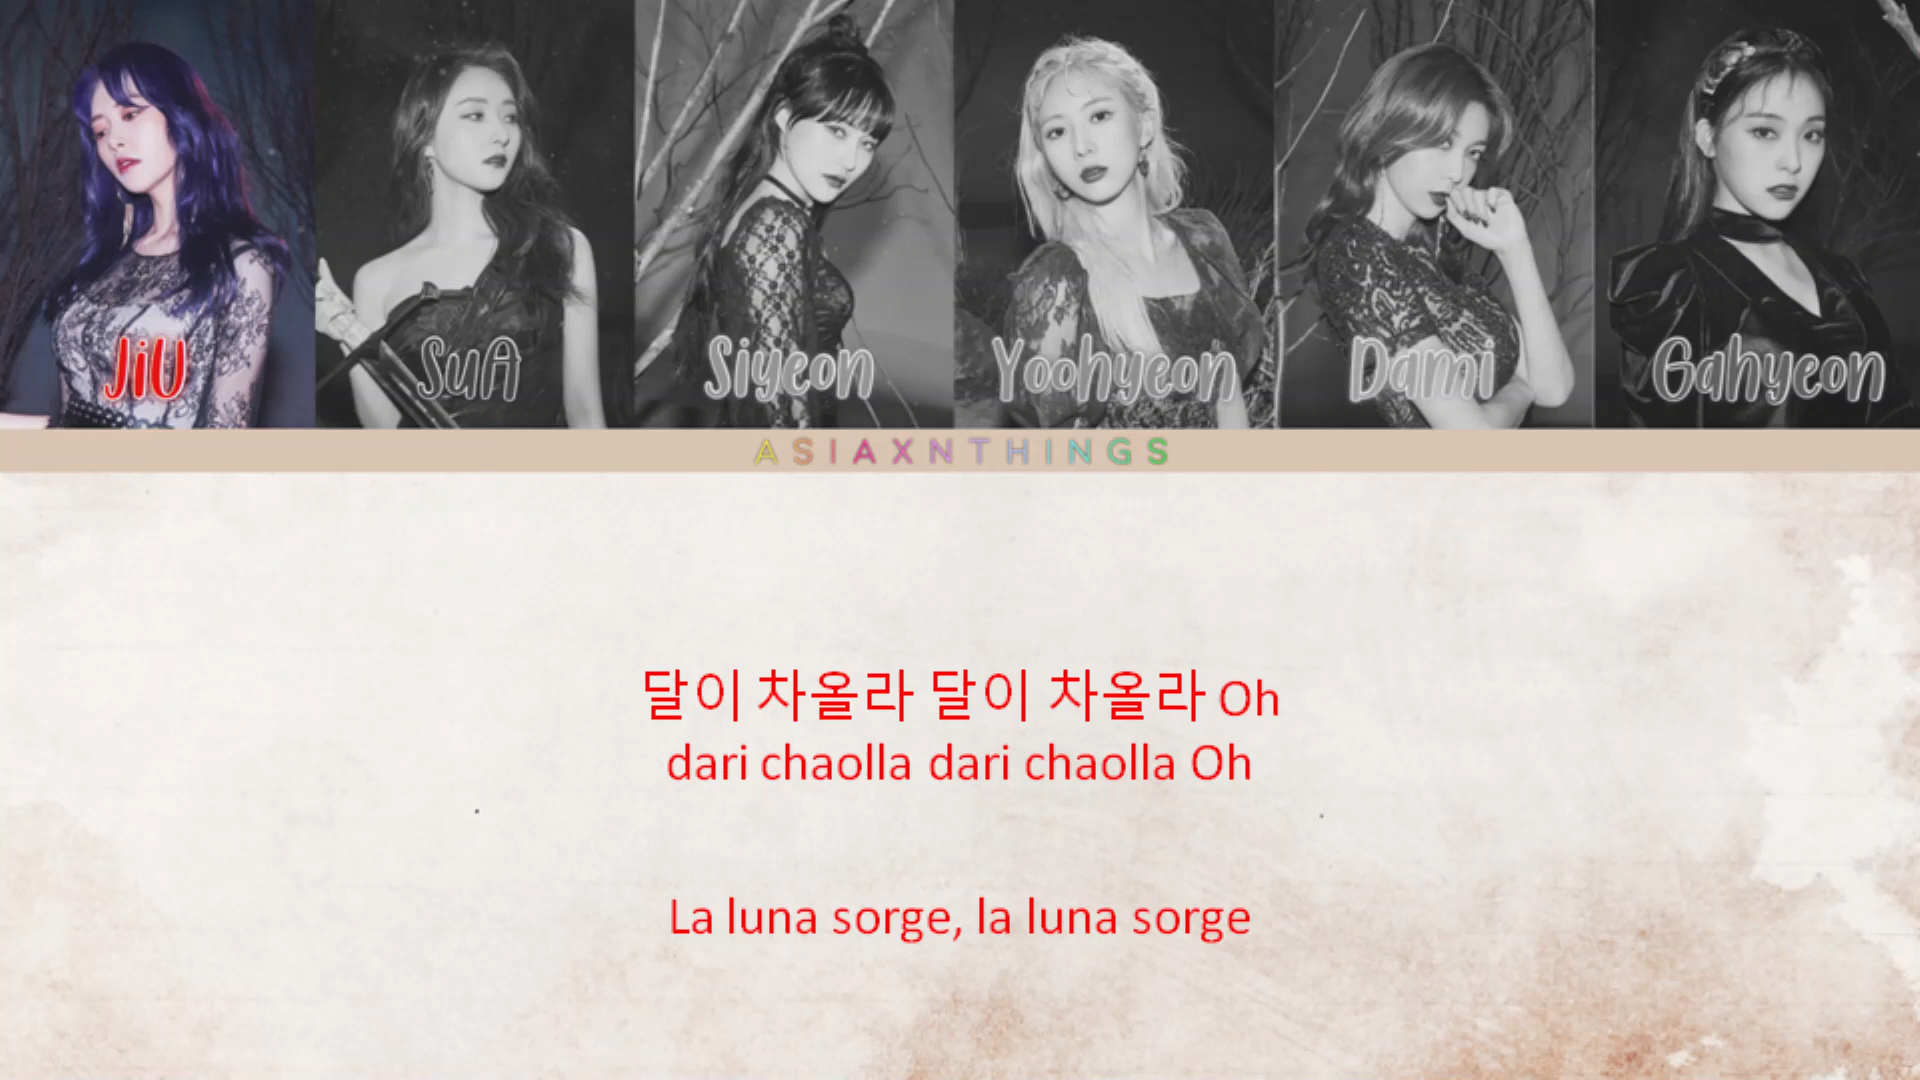 JiU
SuA
Siyeon
Yoohyeon
Dami
Gahyeon
ASIAXNTHINGS
달이 차올라 달이 차올라 Oh
dari chaolla dari chaolla Oh
La luna sorge, la luna sorge